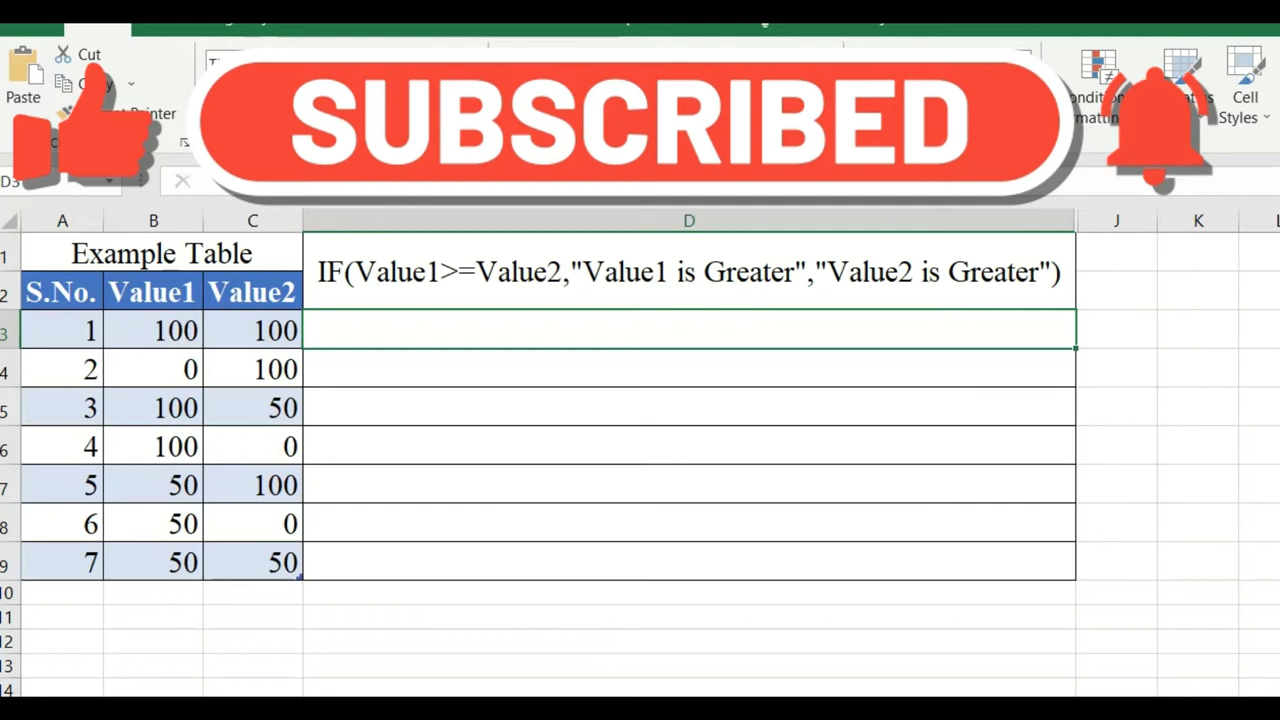 Cut
Paste
SUBSCRIBED
Cell
Styles
D3
A B C D J K L
1 Example Table
IF(Value1>=Value2,"Value1 is Greater","Value2 is Greater")
2 S.No. Value1 Value2
3 1 100 100
4 2 0 100
5 3 100 50
6 4 100 0
7 5 50 100
8 6 50 0
9 7 50 50
10
11
12
13
14